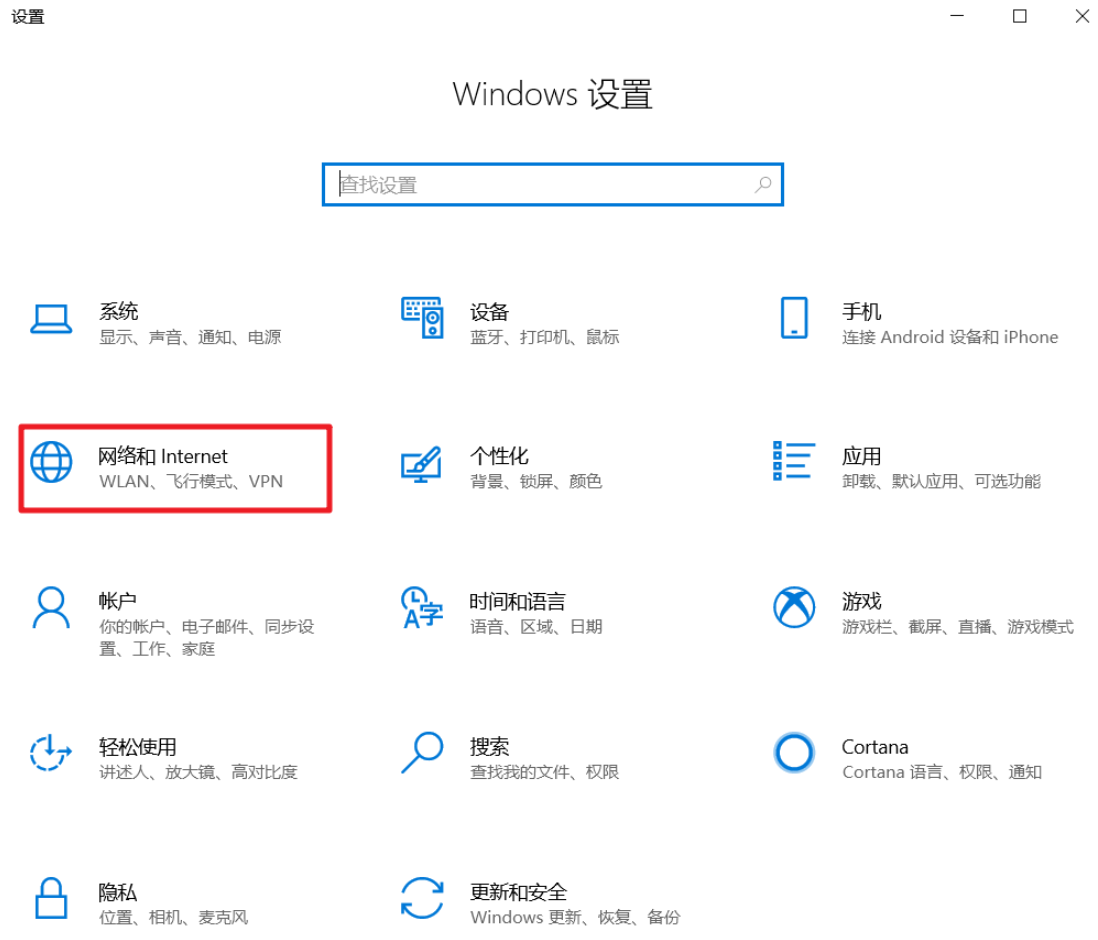 设置
Windows 设置
查找设置
系统
显示、声音、通知、电源
设备
蓝牙、打印机、鼠标
手机
连接 Android 设备和 iPhone
网络和 Internet
WLAN、飞行模式、VPN
个性化
背景、锁屏、颜色
应用
卸载、默认应用、可选功能
帐户
你的帐户、电子邮件、同步设
置、工作、家庭
时间和语言
语音、区域、日期
游戏
游戏栏、截屏、直播、游戏模式
轻松使用
讲述人、放大镜、高对比度
搜索
查找我的文件、权限
Cortana
Cortana 语言、权限、通知
隐私
位置、相机、麦克风
更新和安全
Windows 更新、恢复、备份